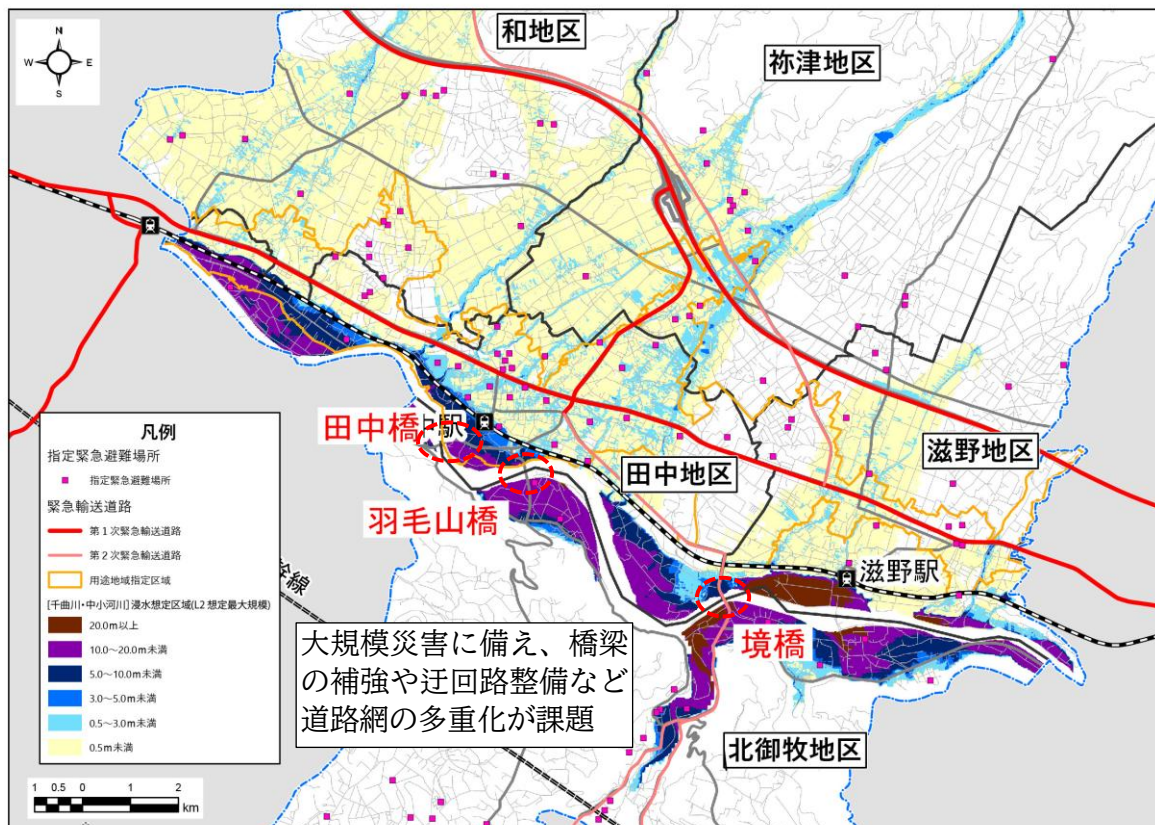 N
W E
S
和地区
祢津地区
田中橋
駅
羽毛山橋
田中地区
滋野地区
滋野駅
境橋
北御牧地区
幹線
大規模災害に備え、橋梁
の補強や迂回路整備など
道路網の多重化が課題
凡例
指定緊急避難場所
指定緊急避難場所
緊急輸送道路
第1次緊急輸送道路
第2次緊急輸送道路
用途地域指定区域
[千曲川・中小河川]浸水想定区域(L2 想定最大規模)
20.0m以上
10.0~20.0m未満
5.0~10.0m未満
3.0~5.0m未満
0.5~3.0m未満
0.5m未満
1 0.5 0 1 2
km